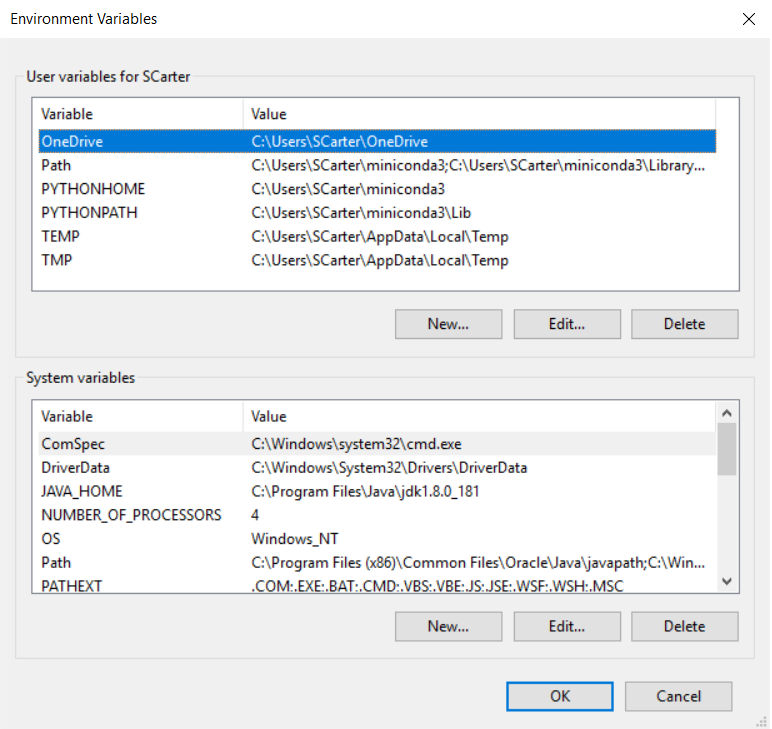 Environment Variables
User variables for SCarter
Variable Value
OneDrive C:\Users\SCarter\OneDrive
Path C:\Users\SCarter\miniconda3;C:\Users\SCarter\miniconda3\Library...
PYTHONHOME C:\Users\SCarter\miniconda3
PYTHONPATH C:\Users\SCarter\miniconda3\Lib
TEMP C:\Users\SCarter\AppData\Local\Temp
TMP C:\Users\SCarter\AppData\Local\Temp
New... Edit... Delete
System variables
Variable Value
ComSpec C:\Windows\system32\cmd.exe
DriverData C:\Windows\System32\Drivers\DriverData
JAVA_HOME C:\Program Files\Java\jdk1.8.0_181
NUMBER_OF_PROCESSORS 4
OS Windows_NT
Path C:\Program Files (x86)\Common Files\Oracle\Java\javapath;C:\Win...
PATHEXT .COM;.EXE;.BAT;.CMD;.VBS;.VBE;.JS;.JSE;.WSF;.WSH;.MSC
New... Edit... Delete
OK Cancel